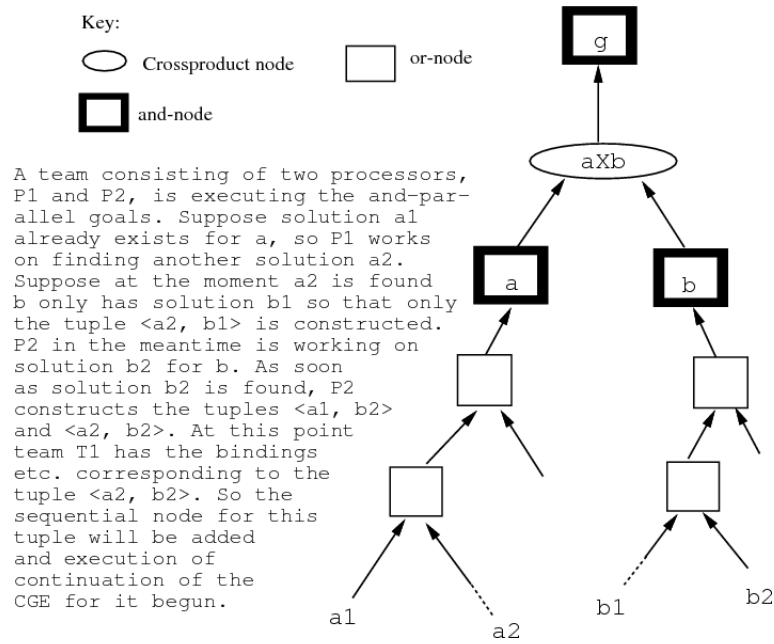 Key:
Crossproduct node
or-node
and-node
g
aXb
A team consisting of two processors,
P1 and P2, is executing the and-par-
allel goals. Suppose solution a1
already exists for a, so P1 works
on finding another solution a2.
Suppose at the moment a2 is found
b only has solution b1 so that only
the tuple <a2, b1> is constructed.
P2 in the meantime is working on
solution b2 for b. As soon
as solution b2 is found, P2
constructs the tuples <a1, b2>
and <a2, b2>. At this point
team T1 has the bindings
etc. corresponding to the
tuple <a2, b2>. So the
sequential node for this
tuple will be added
and execution of
continuation of the
CGE for it begun.
a
b
a1
a2
b1
b2